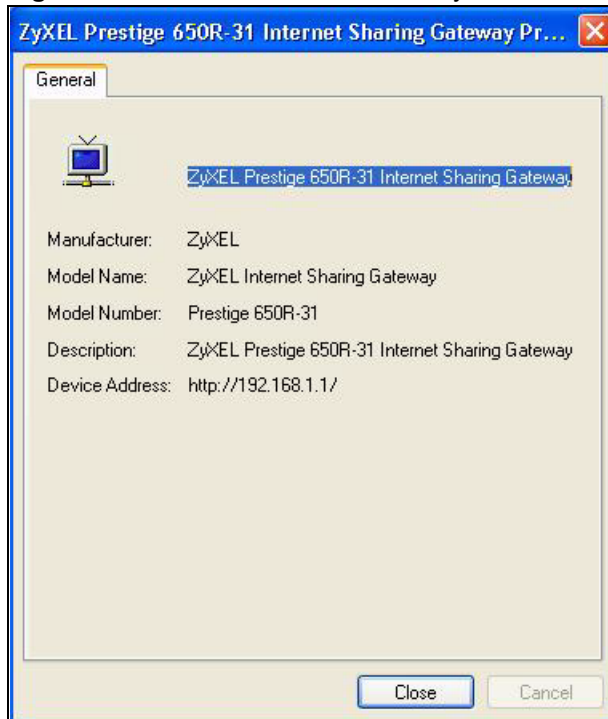 ZyXEL Prestige 650R-31 Internet Sharing Gateway Pr...
General
ZyXEL Prestige 650R-31 Internet Sharing Gateway
Manufacturer: ZyXEL
Model Name: ZyXEL Internet Sharing Gateway
Model Number: Prestige 650R-31
Description: ZyXEL Prestige 650R-31 Internet Sharing Gateway
Device Address: http://192.168.1.1/
Close Cancel